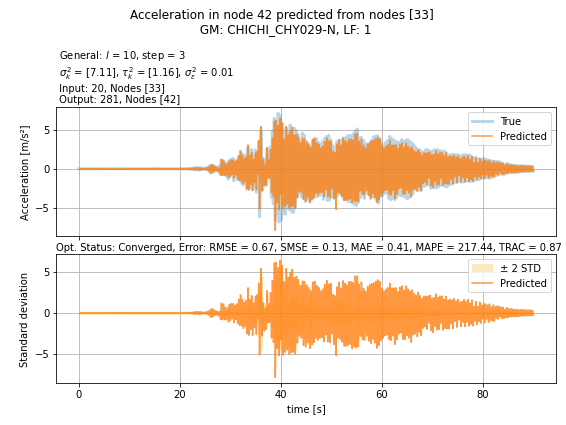 Acceleration in node 42 predicted from nodes [33]
GM: CHICHI_CHY029-N, LF: 1
General: l = 10, step = 3
σ²ₖ = [7.11], τ²ₖ = [1.16], σ²ε = 0.01
Input: 20, Nodes [33]
Output: 281, Nodes [42]
Acceleration [m/s²]
5
0
−5
True
Predicted
Opt. Status: Converged, Error: RMSE = 0.67, SMSE = 0.13, MAE = 0.41, MAPE = 217.44, TRAC = 0.87
Standard deviation
5
0
−5
± 2 STD
Predicted
0 20 40 60 80
time [s]